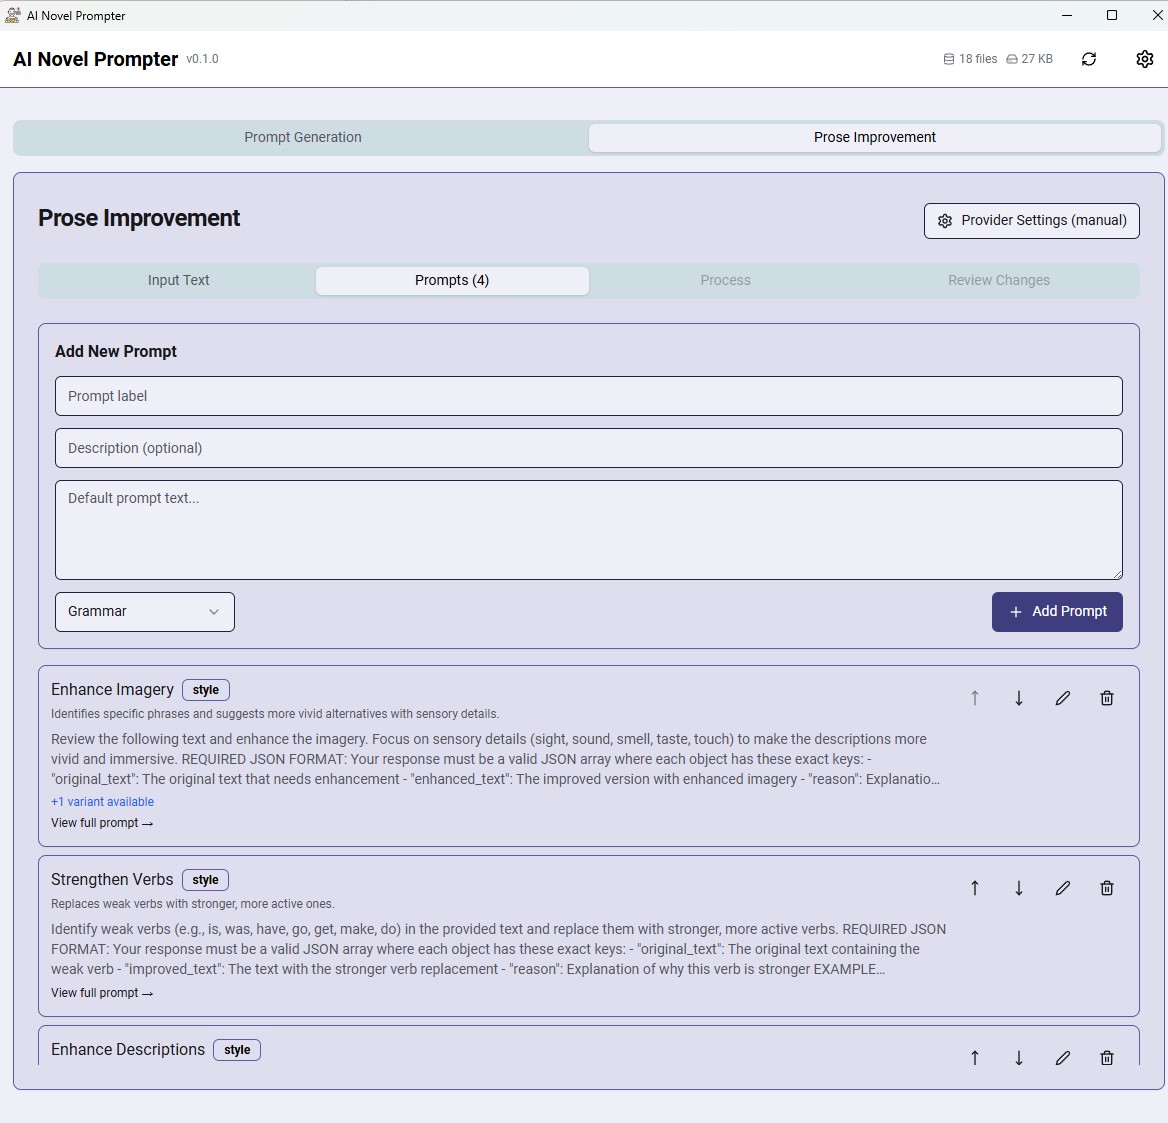 AI Novel Prompter
AI Novel Prompter v0.1.0 18 files 27 KB
Prompt Generation Prose Improvement
Prose Improvement Provider Settings (manual)
Input Text Prompts (4) Process Review Changes
Add New Prompt
Prompt label
Description (optional)
Default prompt text...
Grammar + Add Prompt
Enhance Imagery style
Identifies specific phrases and suggests more vivid alternatives with sensory details.
Review the following text and enhance the imagery. Focus on sensory details (sight, sound, smell, taste, touch) to make the descriptions more
vivid and immersive. REQUIRED JSON FORMAT: Your response must be a valid JSON array where each object has these exact keys: -
"original_text": The original text that needs enhancement - "enhanced_text": The improved version with enhanced imagery - "reason": Explanatio...
+1 variant available
View full prompt →
Strengthen Verbs style
Replaces weak verbs with stronger, more active ones.
Identify weak verbs (e.g., is, was, have, go, get, make, do) in the provided text and replace them with stronger, more active verbs. REQUIRED JSON
FORMAT: Your response must be a valid JSON array where each object has these exact keys: - "original_text": The original text containing the
weak verb - "improved_text": The text with the stronger verb replacement - "reason": Explanation of why this verb is stronger EXAMPLE...
View full prompt →
Enhance Descriptions style